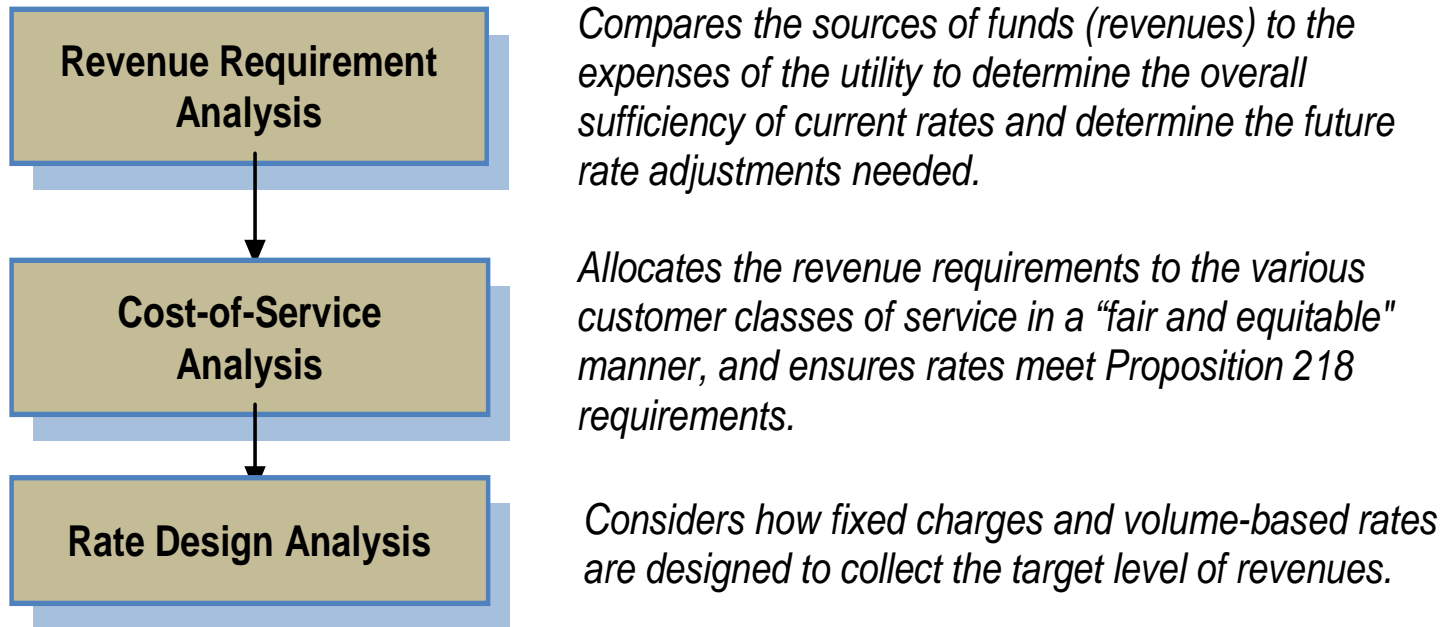 Revenue Requirement
Analysis
Compares the sources of funds (revenues) to the
expenses of the utility to determine the overall
sufficiency of current rates and determine the future
rate adjustments needed.
Cost-of-Service
Analysis
Allocates the revenue requirements to the various
customer classes of service in a “fair and equitable"
manner, and ensures rates meet Proposition 218
requirements.
Rate Design Analysis
Considers how fixed charges and volume-based rates
are designed to collect the target level of revenues.